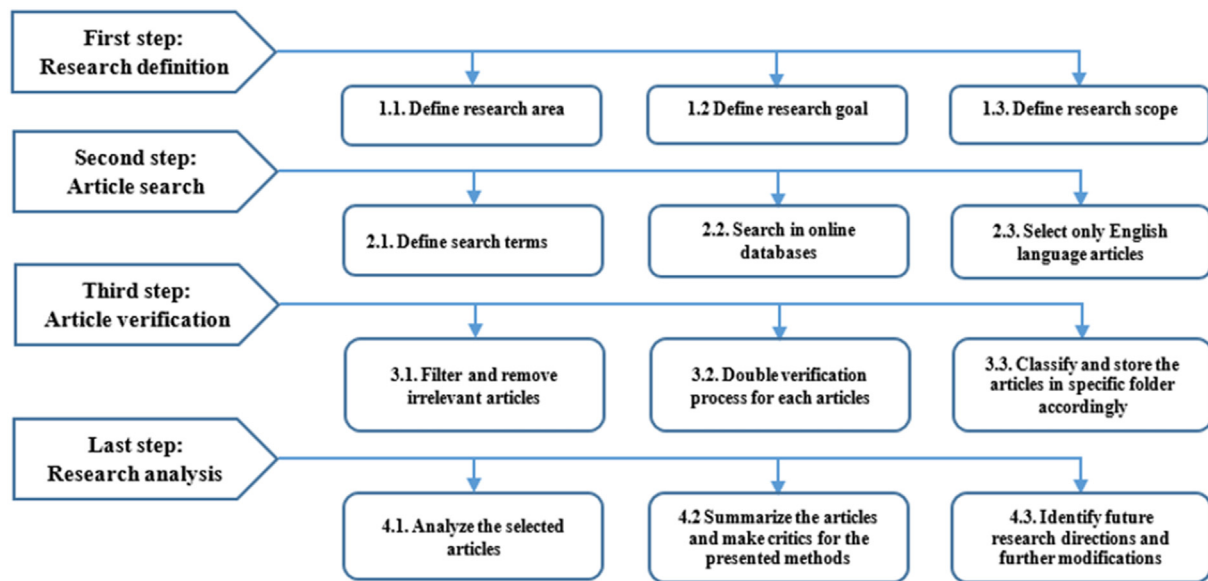 First step:
Research definition
1.1. Define research area
1.2 Define research goal
1.3. Define research scope
Second step:
Article search
2.1. Define search terms
2.2. Search in online
databases
2.3. Select only English
language articles
Third step:
Article verification
3.1. Filter and remove
irrelevant articles
3.2. Double verification
process for each articles
3.3. Classify and store the
articles in specific folder
accordingly
Last step:
Research analysis
4.1. Analyze the selected
articles
4.2 Summarize the articles
and make critics for the
presented methods
4.3. Identify future
research directions and
further modifications